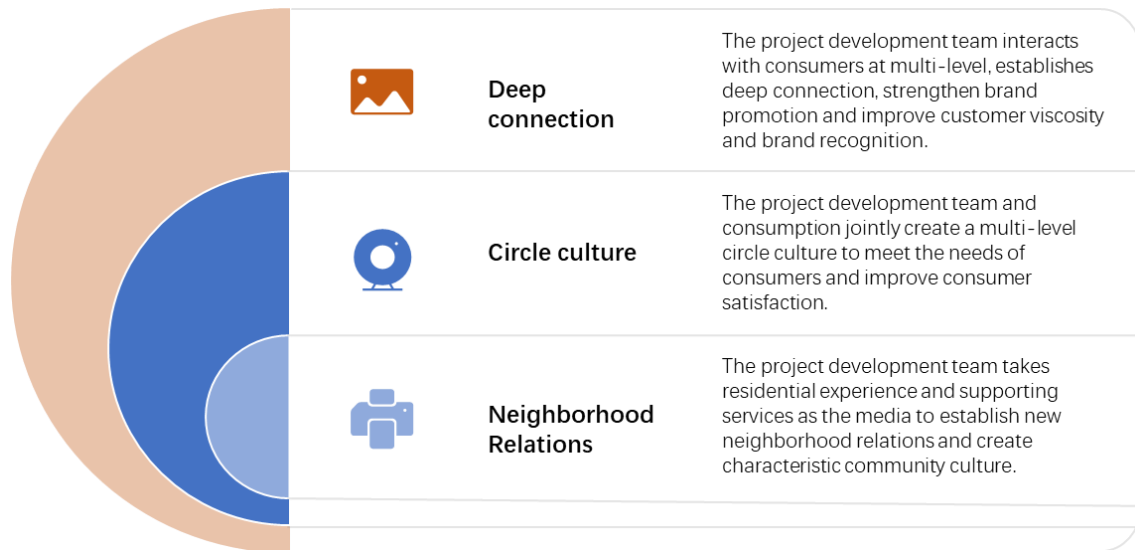 Deep
connection
The project development team interacts
with consumers at multi-level, establishes
deep connection, strengthen brand
promotion and improve customer viscosity
and brand recognition.
Circle culture
The project development team and
consumption jointly create a multi-level
circle culture to meet the needs of
consumers and improve consumer
satisfaction.
Neighborhood
Relations
The project development team takes
residential experience and supporting
services as the media to establish new
neighborhood relations and create
characteristic community culture.